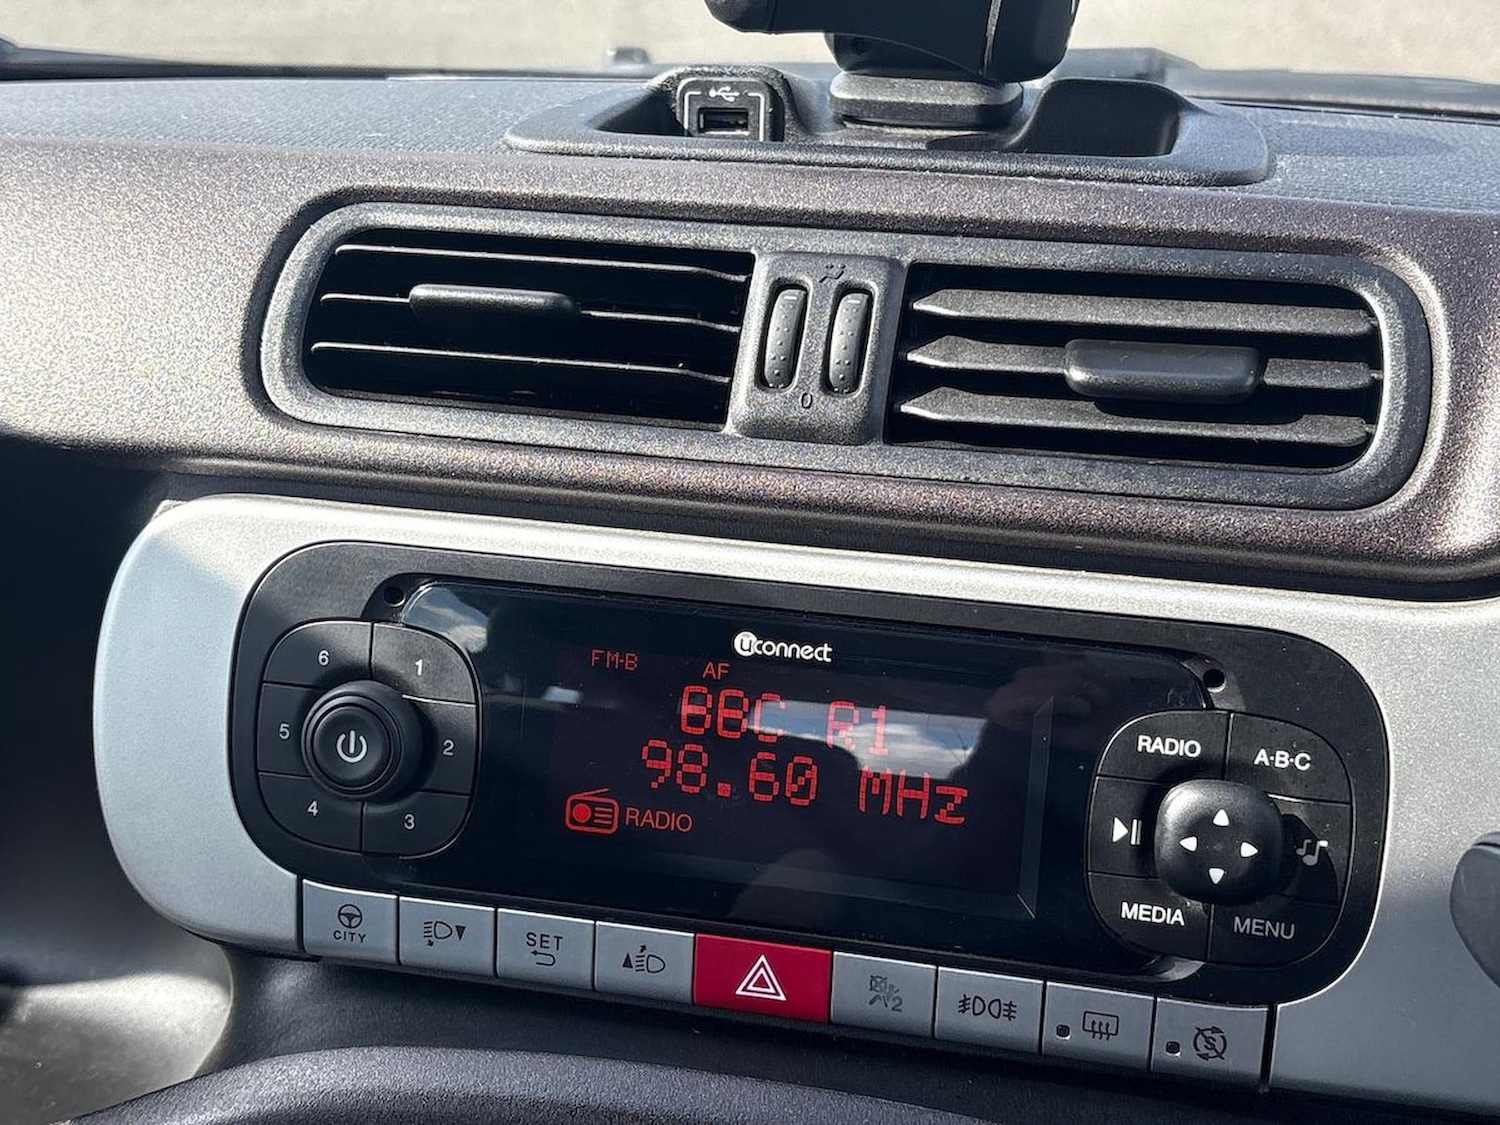 0
uconnect
FM-B
AF
BBC R1
98.60 MHz
RADIO
6
1
5
2
4
3
RADIO
A·B·C
MEDIA
MENU
CITY
SET
2